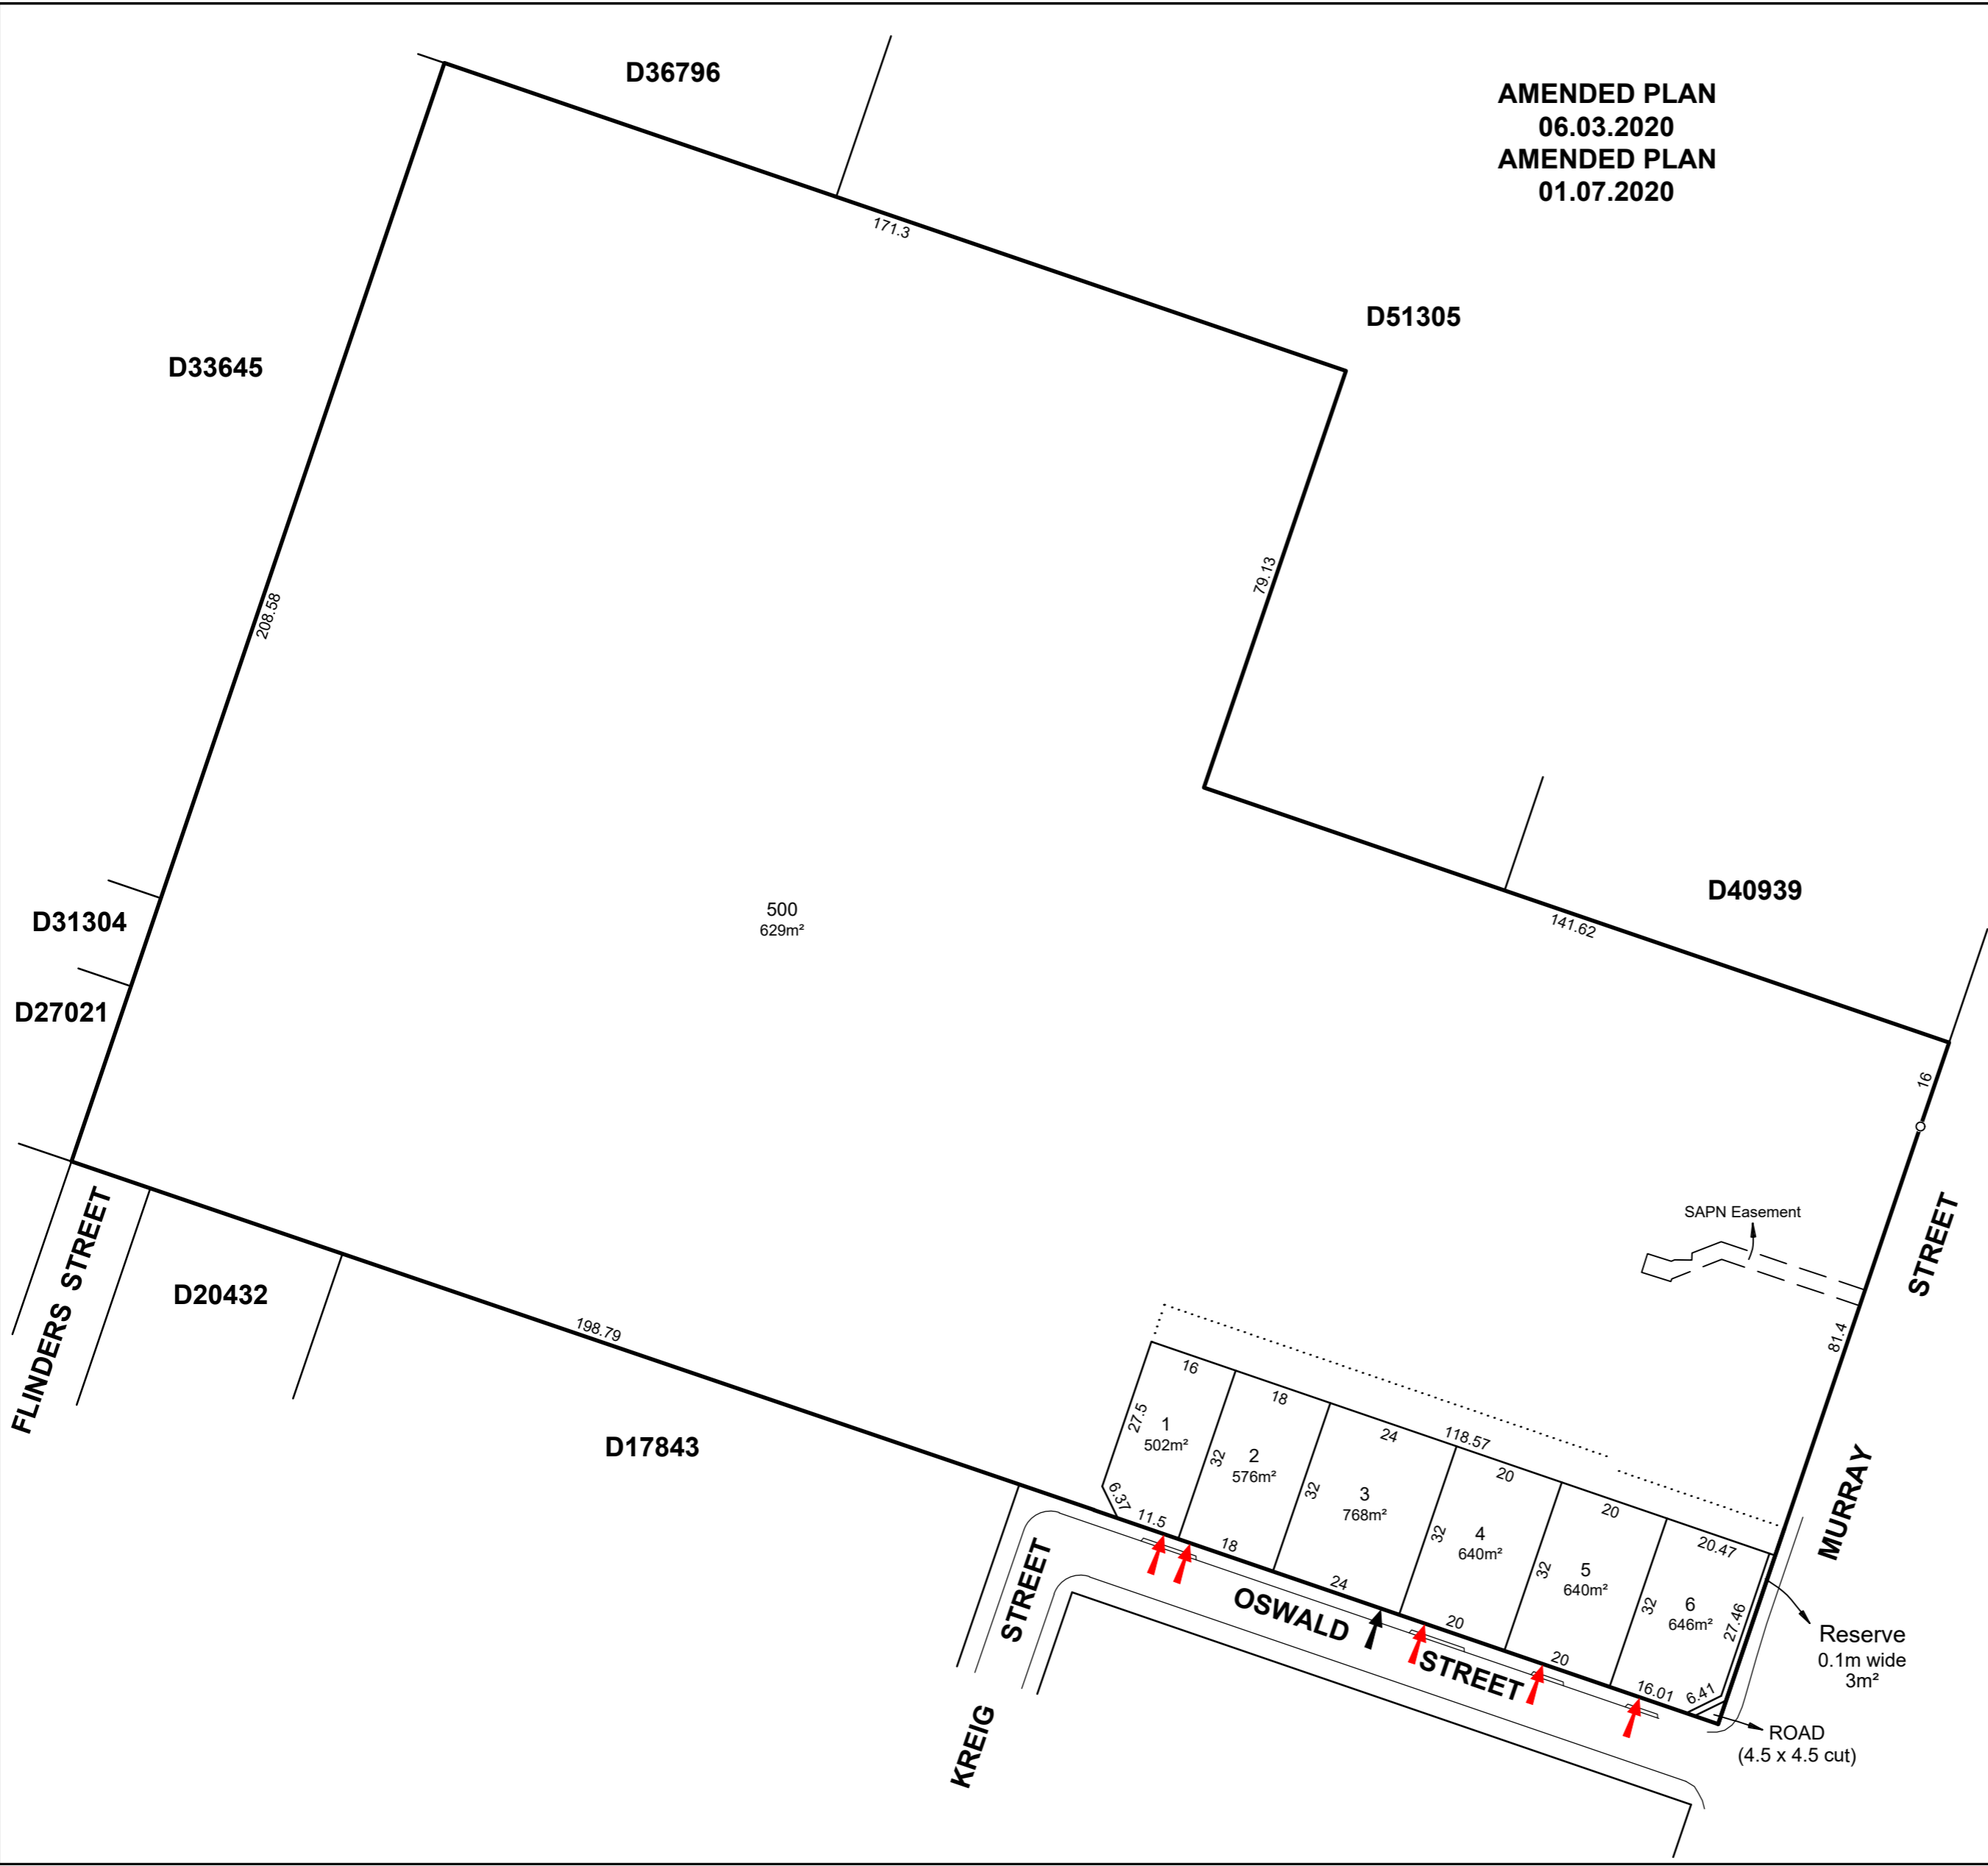 D36796
AMENDED PLAN
06.03.2020
AMENDED PLAN
01.07.2020
171.3
D51305
D33645
79.13
208.58
500
629m²
D40939
141.62
D31304
D27021
16
SAPN Easement
STREET
MURRAY
81.4
FLINDERS STREET
D20432
198.79
D17843
16
18
24
118.57
20
20
20.47
27.5
1
502m²
32
2
576m²
32
3
768m²
32
4
640m²
32
5
640m²
32
6
646m²
27.46
6.37
11.5
18
24
20
20
16.01
6.41
OSWALD
STREET
KREIG
STREET
Reserve
0.1m wide
3m²
ROAD
(4.5 x 4.5 cut)